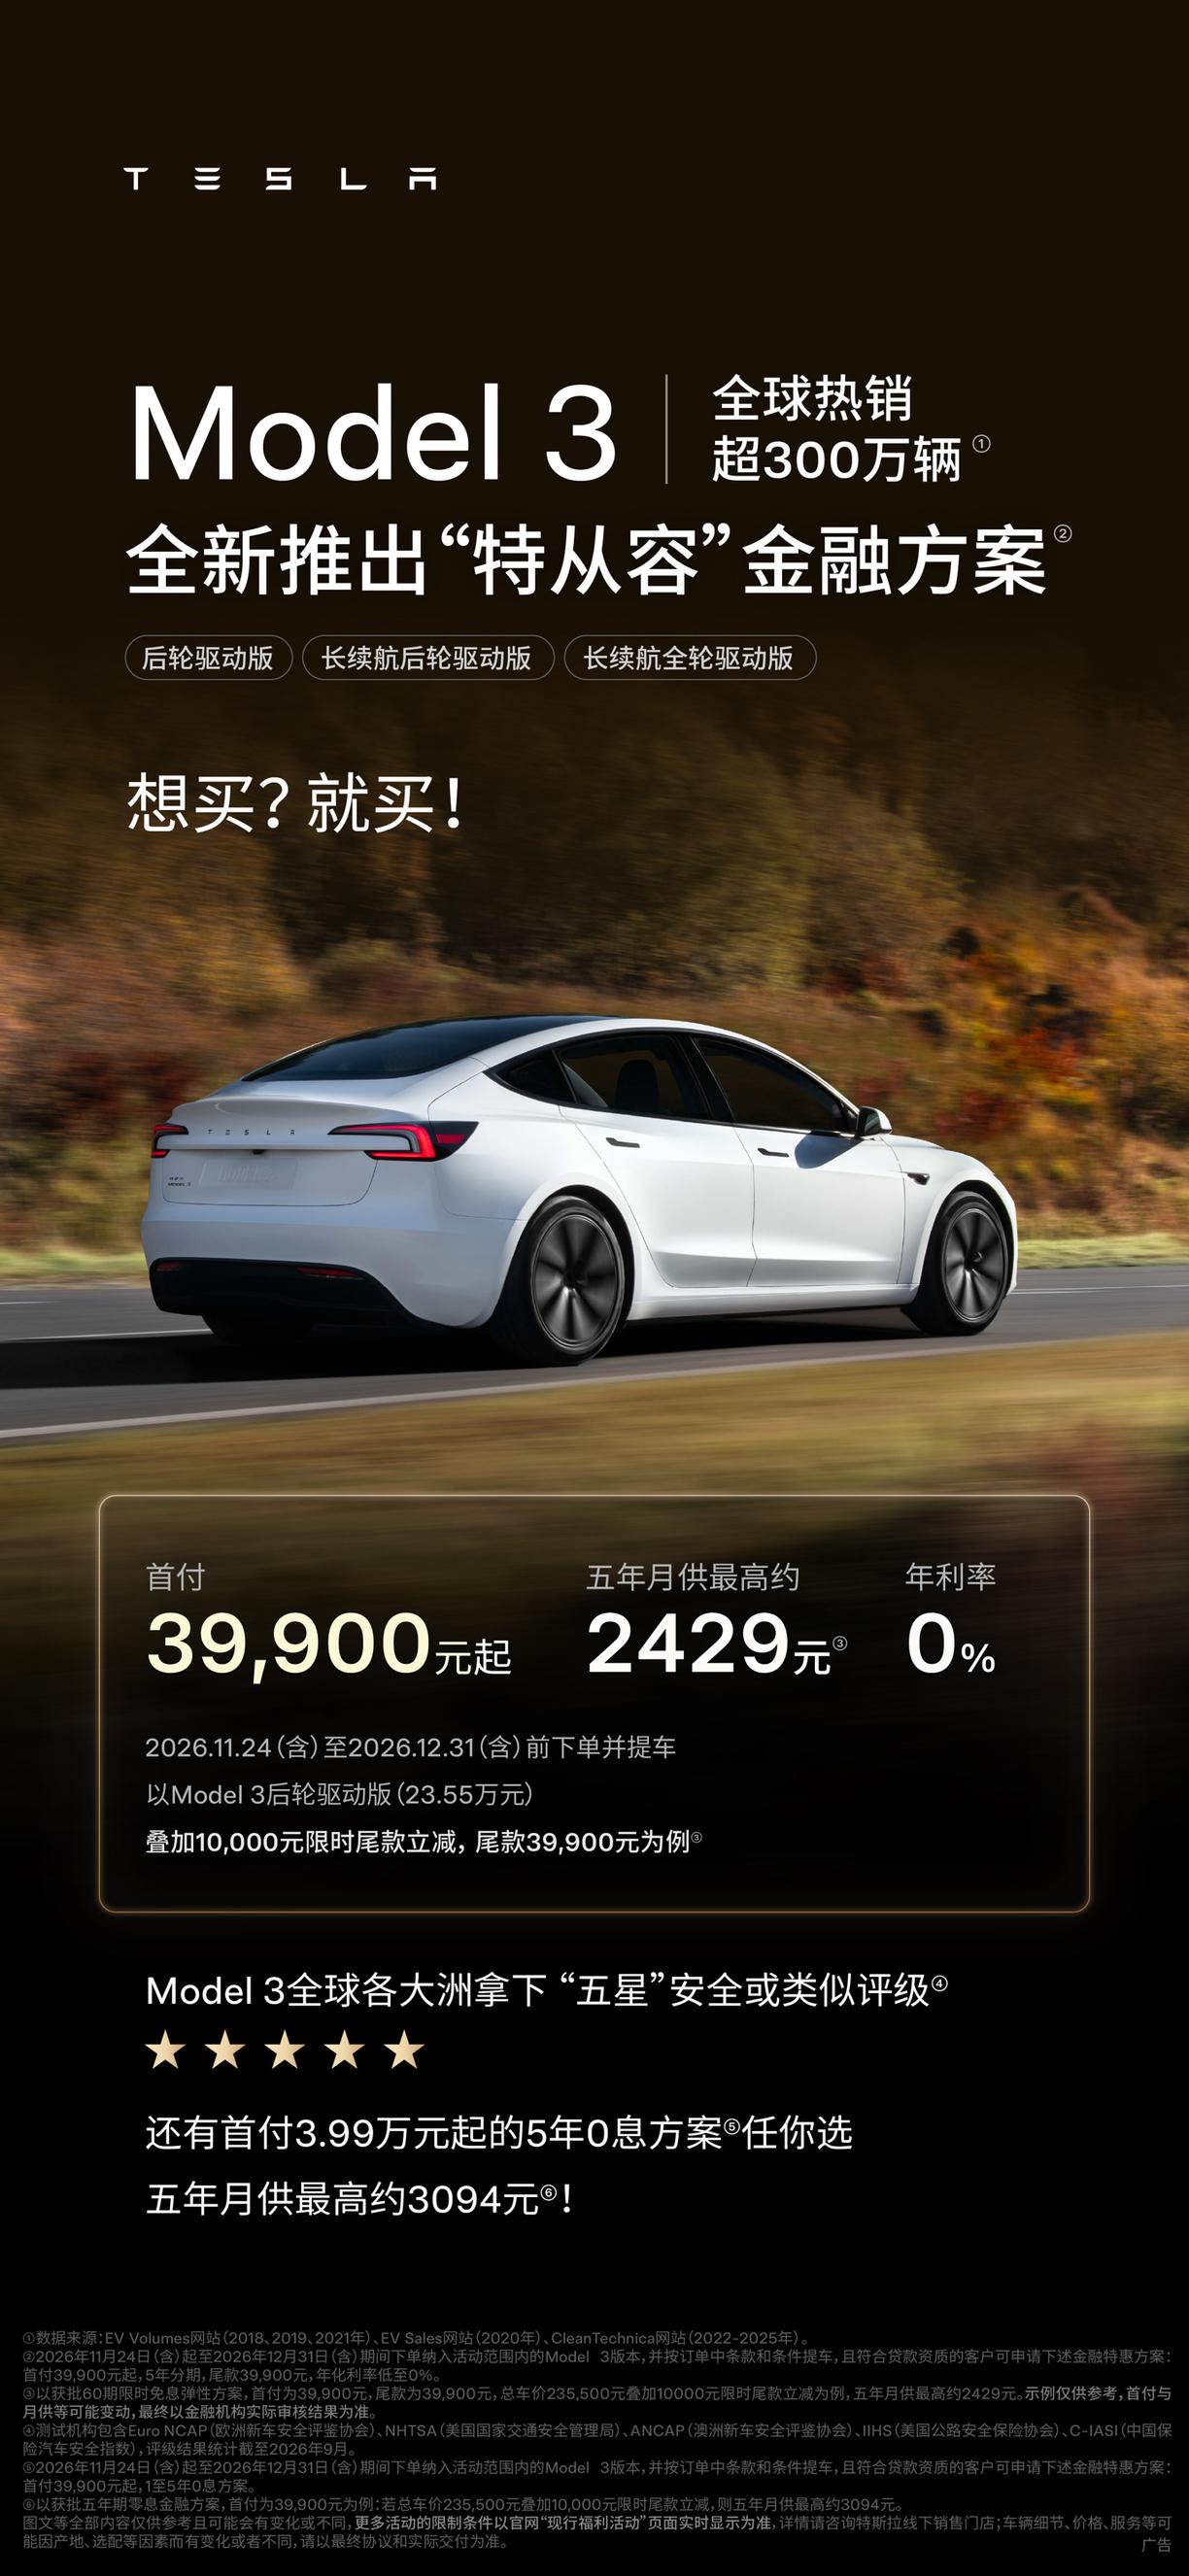 TESLA
Model 3
全球热销
超300万辆①
全新推出“特从容”金融方案②
后轮驱动版 长续航后轮驱动版 长续航全轮驱动版
想买？就买！
TESLA
MODEL 3
首付 五年月供最高约 年利率
39,900元起 2429元③ 0%
2026.11.24（含）至2026.12.31（含）前下单并提车
以Model 3后轮驱动版（23.55万元）
叠加10,000元限时尾款立减，尾款39,900元为例③
Model 3全球各大洲拿下 “五星”安全或类似评级④
还有首付3.99万元起的5年0息方案⑤任你选
五年月供最高约3094元⑥！
①数据来源：EV Volumes网站（2018、2019、2021年）、EV Sales网站（2020年）、CleanTechnica网站（2022-2025年）。
②2026年11月24日（含）起至2026年12月31日（含）期间下单纳入活动范围内的Model 3版本，并按订单中条款和条件提车，且符合贷款资质的客户可申请下述金融特惠方案：
首付39,900元起，5年分期，尾款39,900元，年化利率低至0%。
③以获批60期限时免息弹性方案，首付为39,900元，尾款为39,900元，总车价235,500元叠加10000元限时尾款立减为例，五年月供最高约2429元。示例仅供参考，首付与
月供等可能变动，最终以金融机构实际审核结果为准。
④测试机构包含Euro NCAP（欧洲新车安全评鉴协会）、NHTSA（美国国家交通安全管理局）、ANCAP（澳洲新车安全评鉴协会）、IIHS（美国公路安全保险协会）、C-IASI（中国保
险汽车安全指数），评级结果统计截至2026年9月。
⑤2026年11月24日（含）起至2026年12月31日（含）期间下单纳入活动范围内的Model 3版本，并按订单中条款和条件提车，且符合贷款资质的客户可申请下述金融特惠方案：
首付39,900元起，1至5年0息方案。
⑥以获批五年期零息金融方案，首付为39,900元为例：若总车价235,500元叠加10,000元限时尾款立减，则五年月供最高约3094元。
图文等全部内容仅供参考且可能会有变化或不同，更多活动的限制条件以官网“现行福利活动”页面实时显示为准，详情请咨询特斯拉线下销售门店；车辆细节、价格、服务等可
能因产地、选配等因素而有变化或者不同，请以最终协议和实际交付为准。
广告